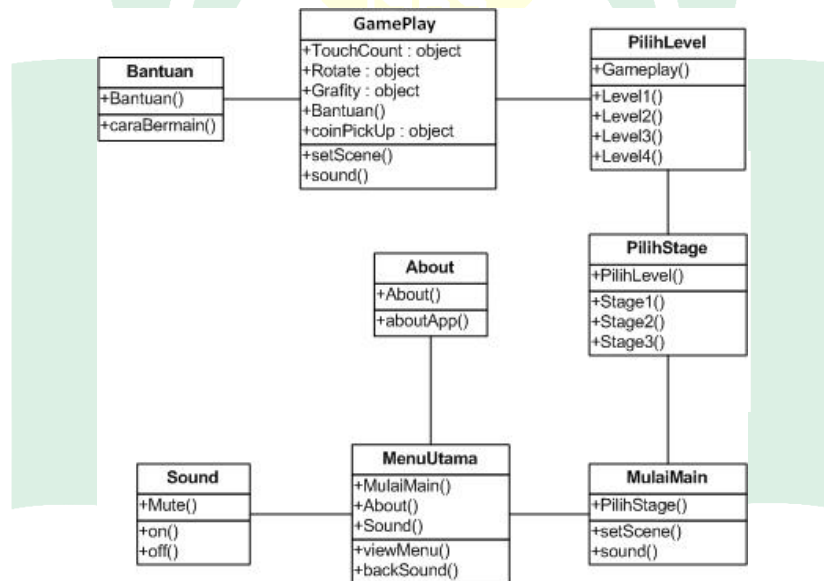 GamePlay
+TouchCount : object
+Rotate : object
+Grafity : object
+Bantuan()
+coinPickUp : object
+setScene()
+sound()
Bantuan
+Bantuan()
+caraBermain()
PilihLevel
+Gameplay()
+Level1()
+Level2()
+Level3()
+Level4()
PilihStage
+PilihLevel()
+Stage1()
+Stage2()
+Stage3()
About
+About()
+aboutApp()
Sound
+Mute()
+on()
+off()
MenuUtama
+MulaiMain()
+About()
+Sound()
+viewMenu()
+backSound()
MulaiMain
+PilihStage()
+setScene()
+sound()